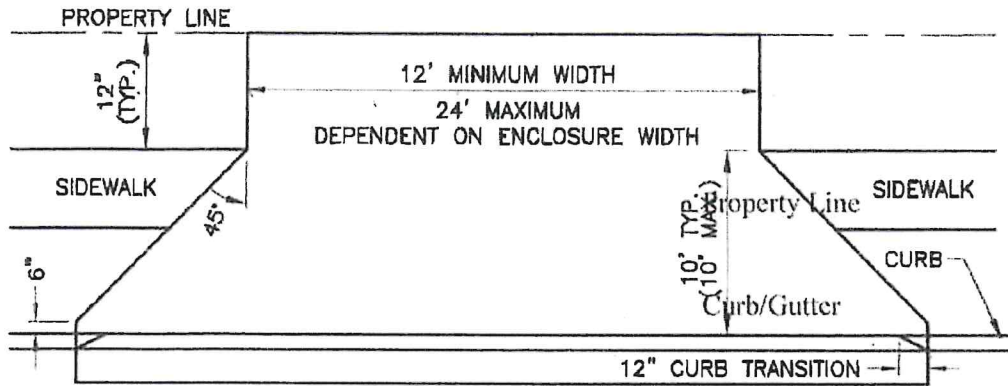 PROPERTY LINE
12"
(TYP.)
12' MINIMUM WIDTH
24' MAXIMUM
DEPENDENT ON ENCLOSURE WIDTH
SIDEWALK
45°
SIDEWALK
10' TYP.
(10' MAX.)
Property Line
6"
CURB
Curb/Gutter
12" CURB TRANSITION